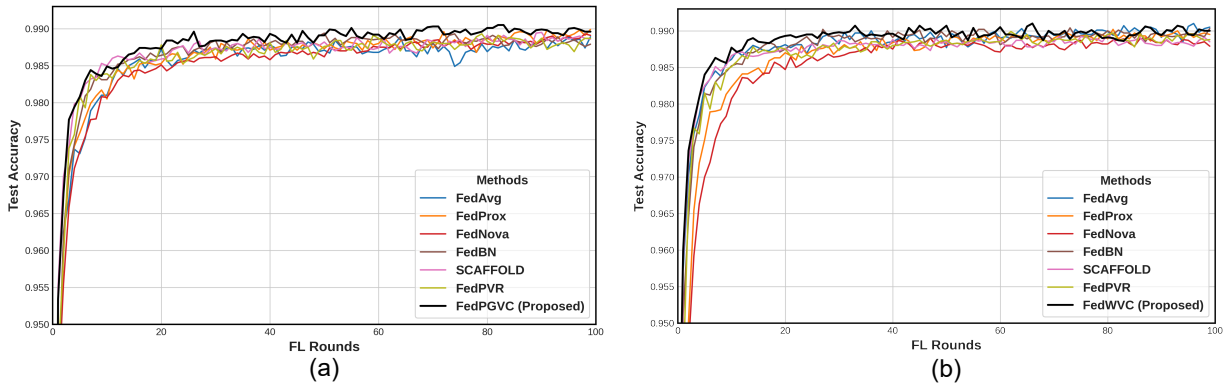 0.990
0.985
0.980
0.975
0.970
0.965
0.960
0.955
0.950
Test Accuracy
0
20
40
60
80
100
FL Rounds
Methods
FedAvg
FedProx
FedNova
FedBN
SCAFFOLD
FedPVR
FedPGVC (Proposed)
(a)
0.990
0.985
0.980
0.975
0.970
0.965
0.960
0.955
0.950
Test Accuracy
0
20
40
60
80
100
FL Rounds
Methods
FedAvg
FedProx
FedNova
FedBN
SCAFFOLD
FedPVR
FedWVC (Proposed)
(b)